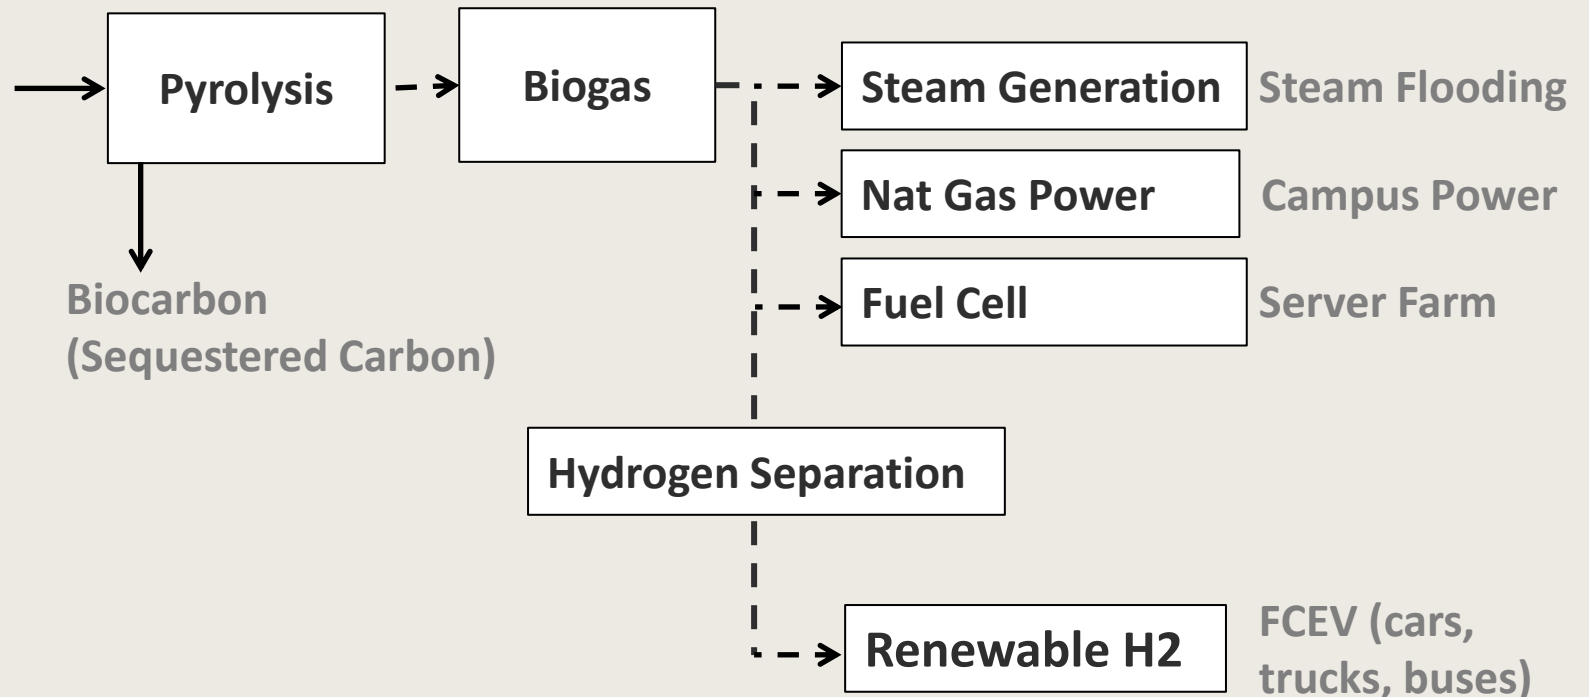 Pyrolysis
Biogas
Steam Generation
Steam Flooding
Nat Gas Power
Campus Power
Fuel Cell
Server Farm
Biocarbon
(Sequestered Carbon)
Hydrogen Separation
Renewable H2
FCEV (cars,
trucks, buses)